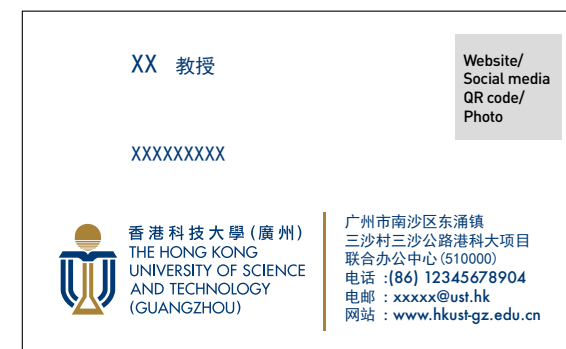 XX 教授
Website/
Social media
QR code/
Photo
XXXXXXXXX
香港科技大學(廣州)
THE HONG KONG
UNIVERSITY OF SCIENCE
AND TECHNOLOGY
(GUANGZHOU)
广州市南沙区东涌镇
三沙村三沙公路港科大项目
联合办公中心(510000)
电话 :(86) 12345678904
电邮 : xxxxx@ust.hk
网站 : www.hkust-gz.edu.cn